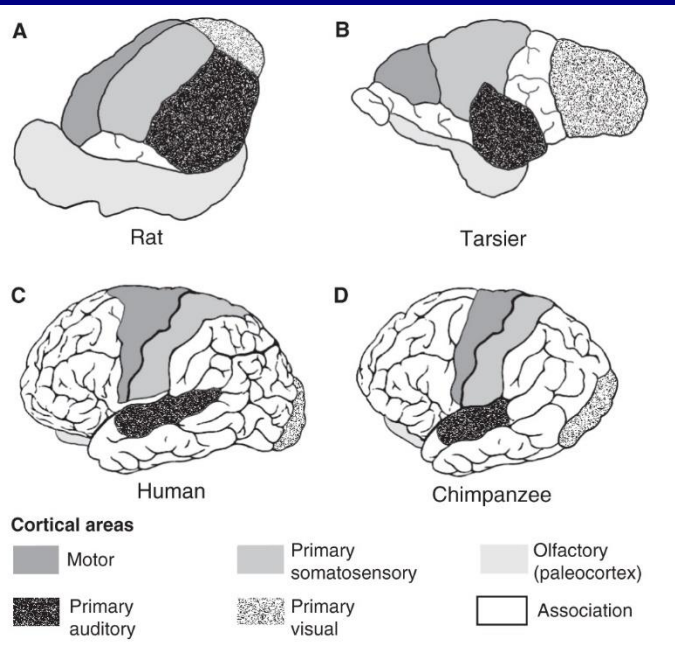 A
B
Rat
Tarsier
C
D
Human
Chimpanzee
Cortical areas
Motor
Primary
somatosensory
Olfactory
(paleocortex)
Primary
auditory
Primary
visual
Association